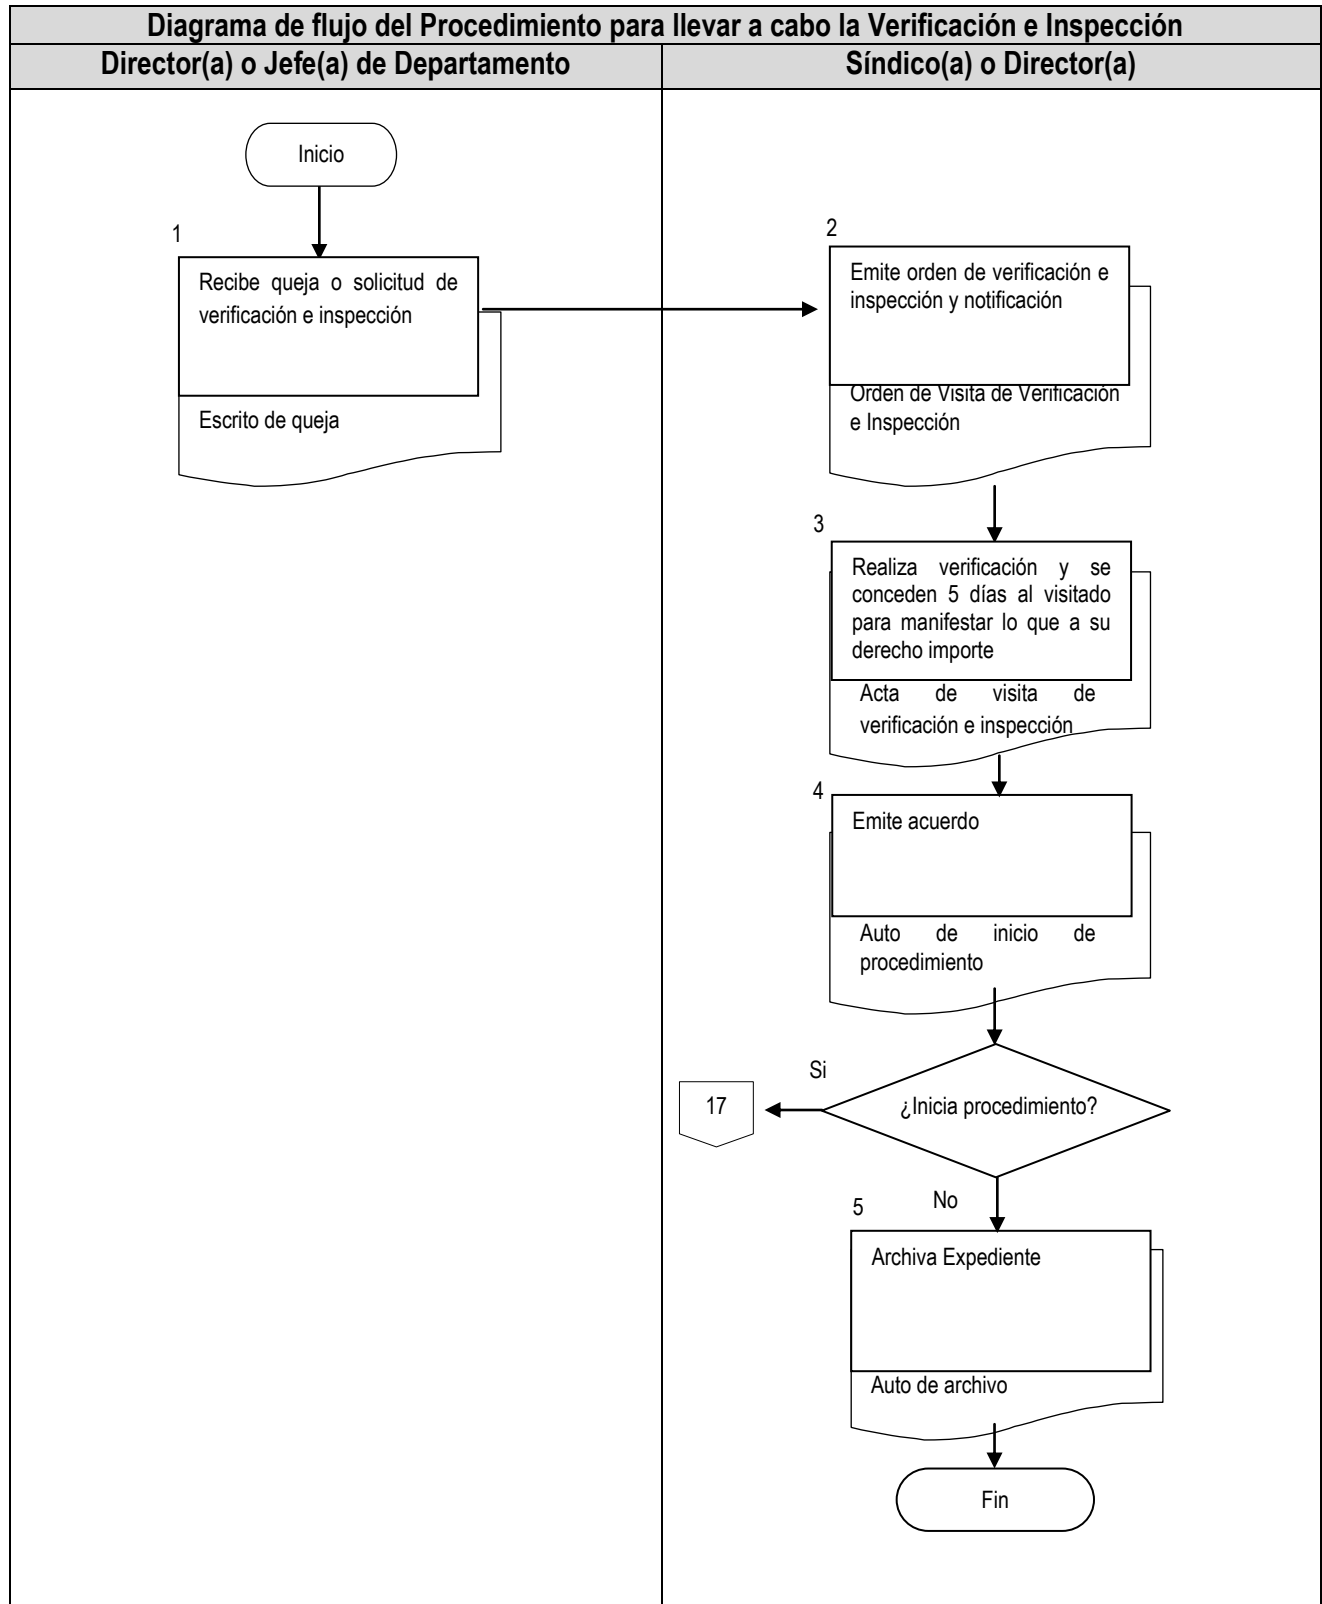 Diagrama de flujo del Procedimiento para llevar a cabo la Verificación e Inspección
Director(a) o Jefe(a) de Departamento
Síndico(a) o Director(a)
Inicio
1
Recibe queja o solicitud de
verificación e inspección
Escrito de queja
2
Emite orden de verificación e
inspección y notificación
Orden de Visita de Verificación
e Inspección
3
Realiza verificación y se
conceden 5 días al visitado
para manifestar lo que a su
derecho importe
Acta de visita de
verificación e inspección
4
Emite acuerdo
Auto de inicio de
procedimiento
Si
17
¿Inicia procedimiento?
No
5
Archiva Expediente
Auto de archivo
Fin